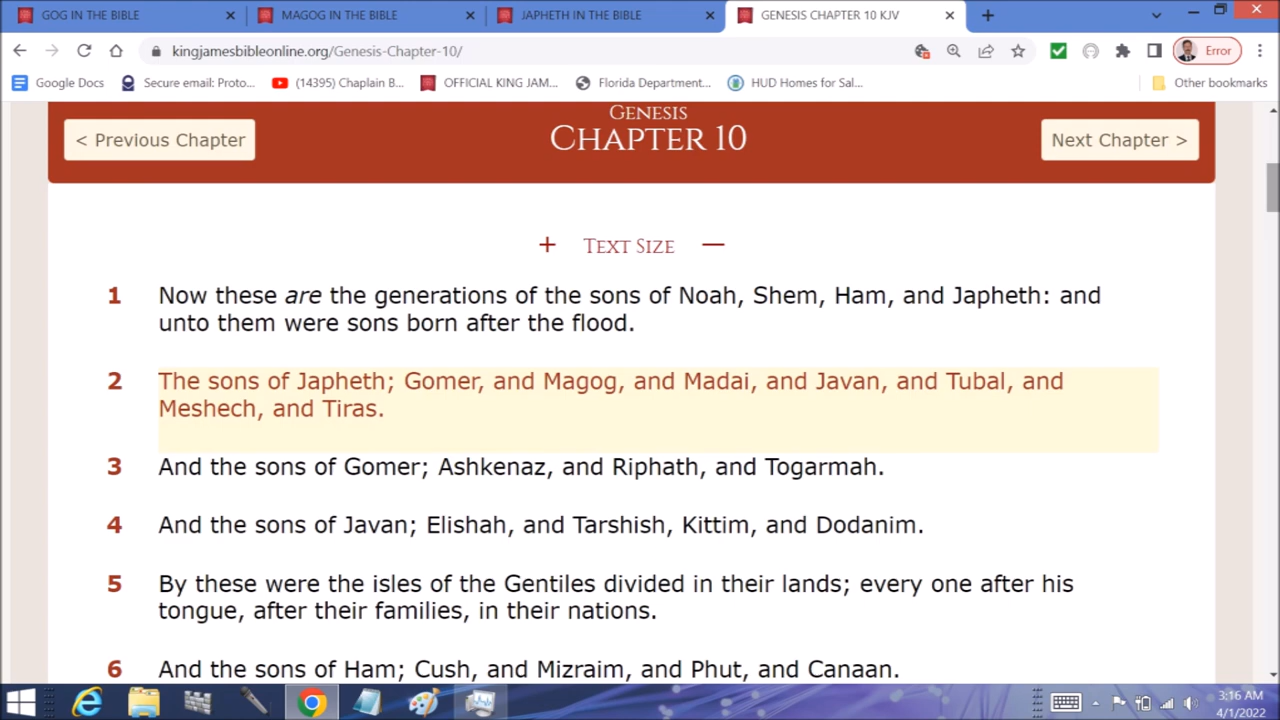 GOG IN THE BIBLE
MAGOG IN THE BIBLE
JAPHETH IN THE BIBLE
GENESIS CHAPTER 10 KJV
kingjamesbibleonline.org/Genesis-Chapter-10/
Error
Google Docs
Secure email: Proto...
(14395) Chaplain B...
OFFICIAL KING JAM...
Florida Department...
HUD Homes for Sal...
Other bookmarks
GENESIS
CHAPTER 10
< Previous Chapter
Next Chapter >
+ TEXT SIZE —
1 Now these are the generations of the sons of Noah, Shem, Ham, and Japheth: and
unto them were sons born after the flood.
2 The sons of Japheth; Gomer, and Magog, and Madai, and Javan, and Tubal, and
Meshech, and Tiras.
3 And the sons of Gomer; Ashkenaz, and Riphath, and Togarmah.
4 And the sons of Javan; Elishah, and Tarshish, Kittim, and Dodanim.
5 By these were the isles of the Gentiles divided in their lands; every one after his
tongue, after their families, in their nations.
6 And the sons of Ham; Cush, and Mizraim, and Phut, and Canaan.
3:16 AM
4/1/2022